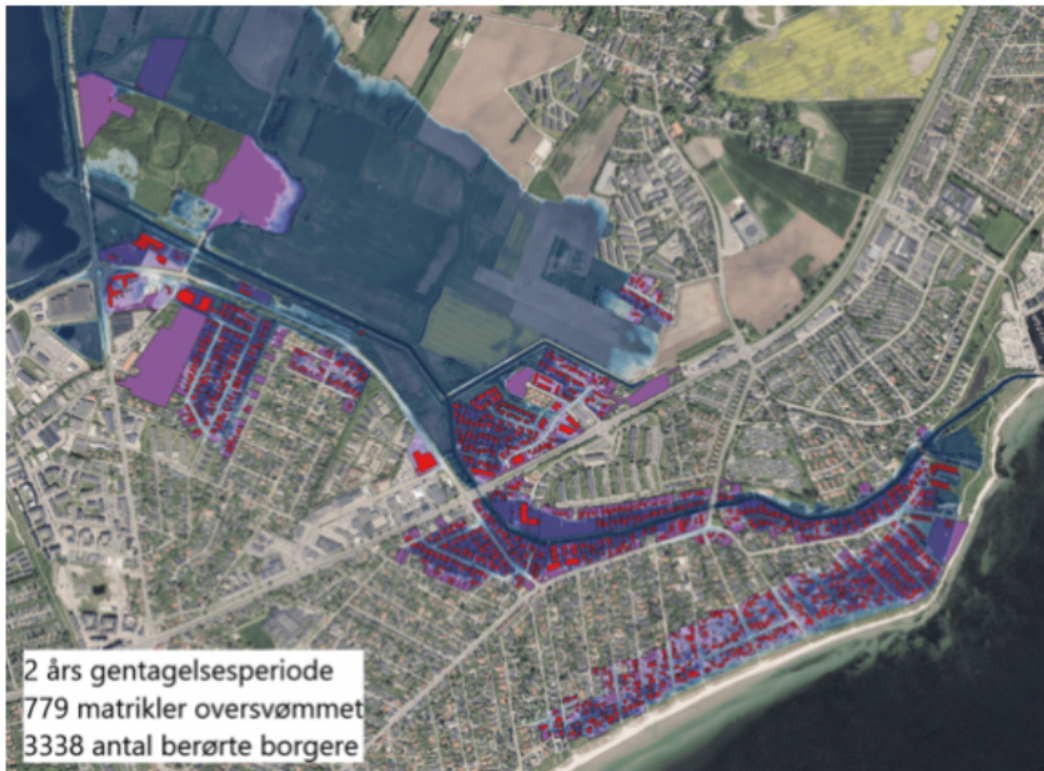 2 års gentagelsesperiode
779 matrikler oversvømmet
3338 antal berørte borgere